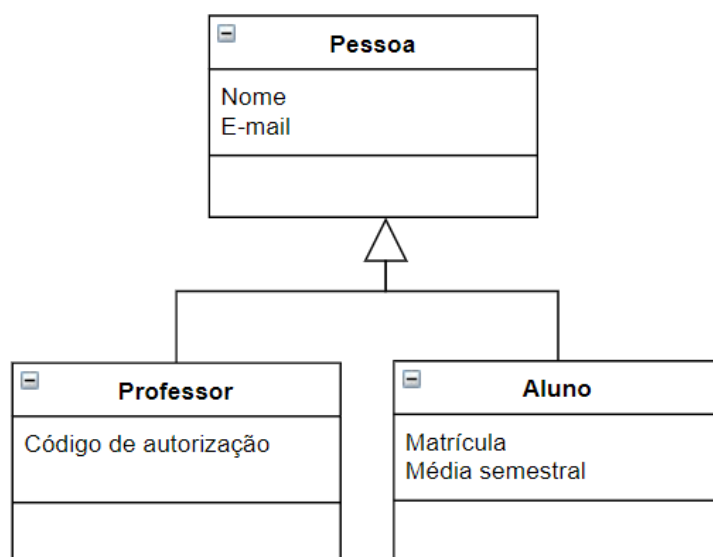 Pessoa
Nome
E-mail
Professor
Código de autorização
Aluno
Matrícula
Média semestral